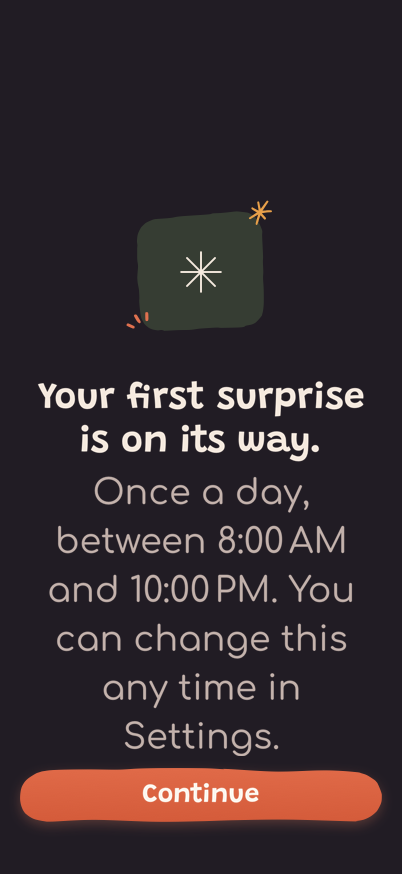 Your first surprise
is on its way.
Once a day,
between 8:00 AM
and 10:00 PM. You
can change this
any time in
Settings.
Continue